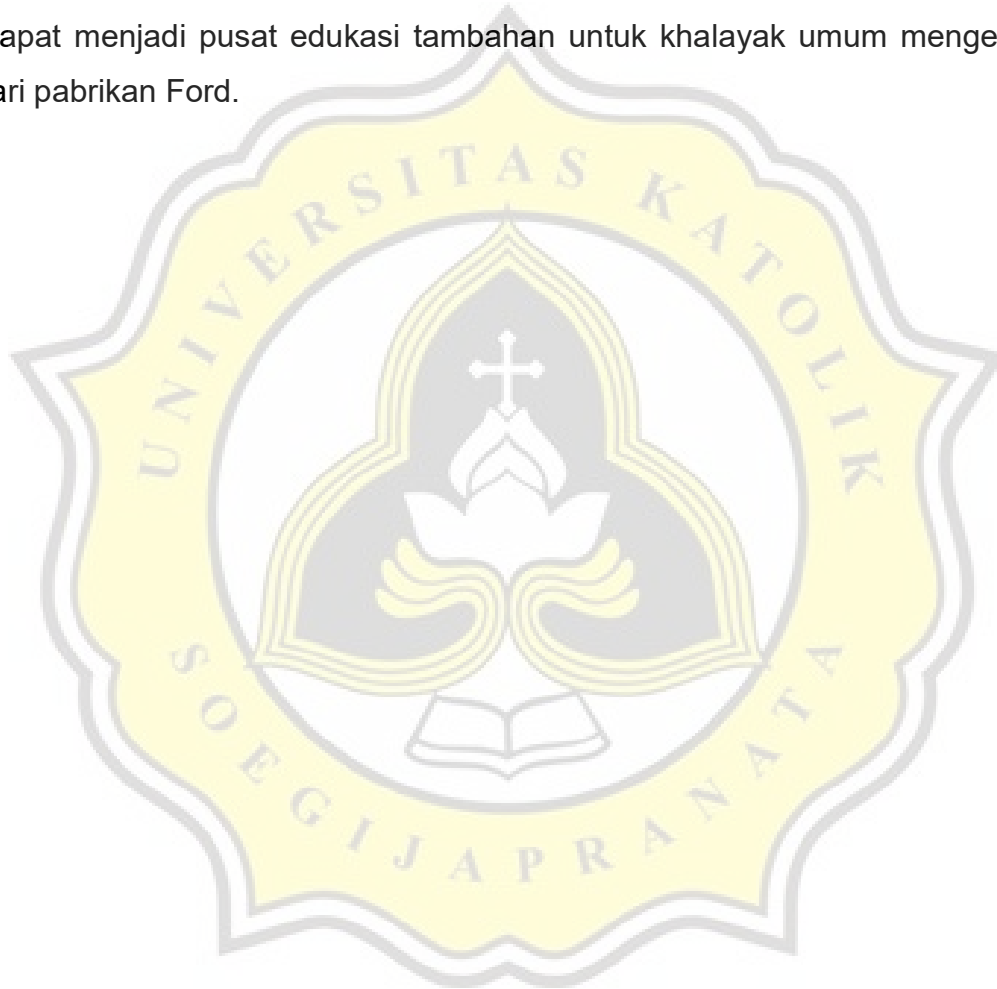 apat menjadi pusat edukasi tambahan untuk khalayak umum menge
ari pabrikan Ford.
UNIVERSITAS KATOLIK
SOEGIJAPRANATA